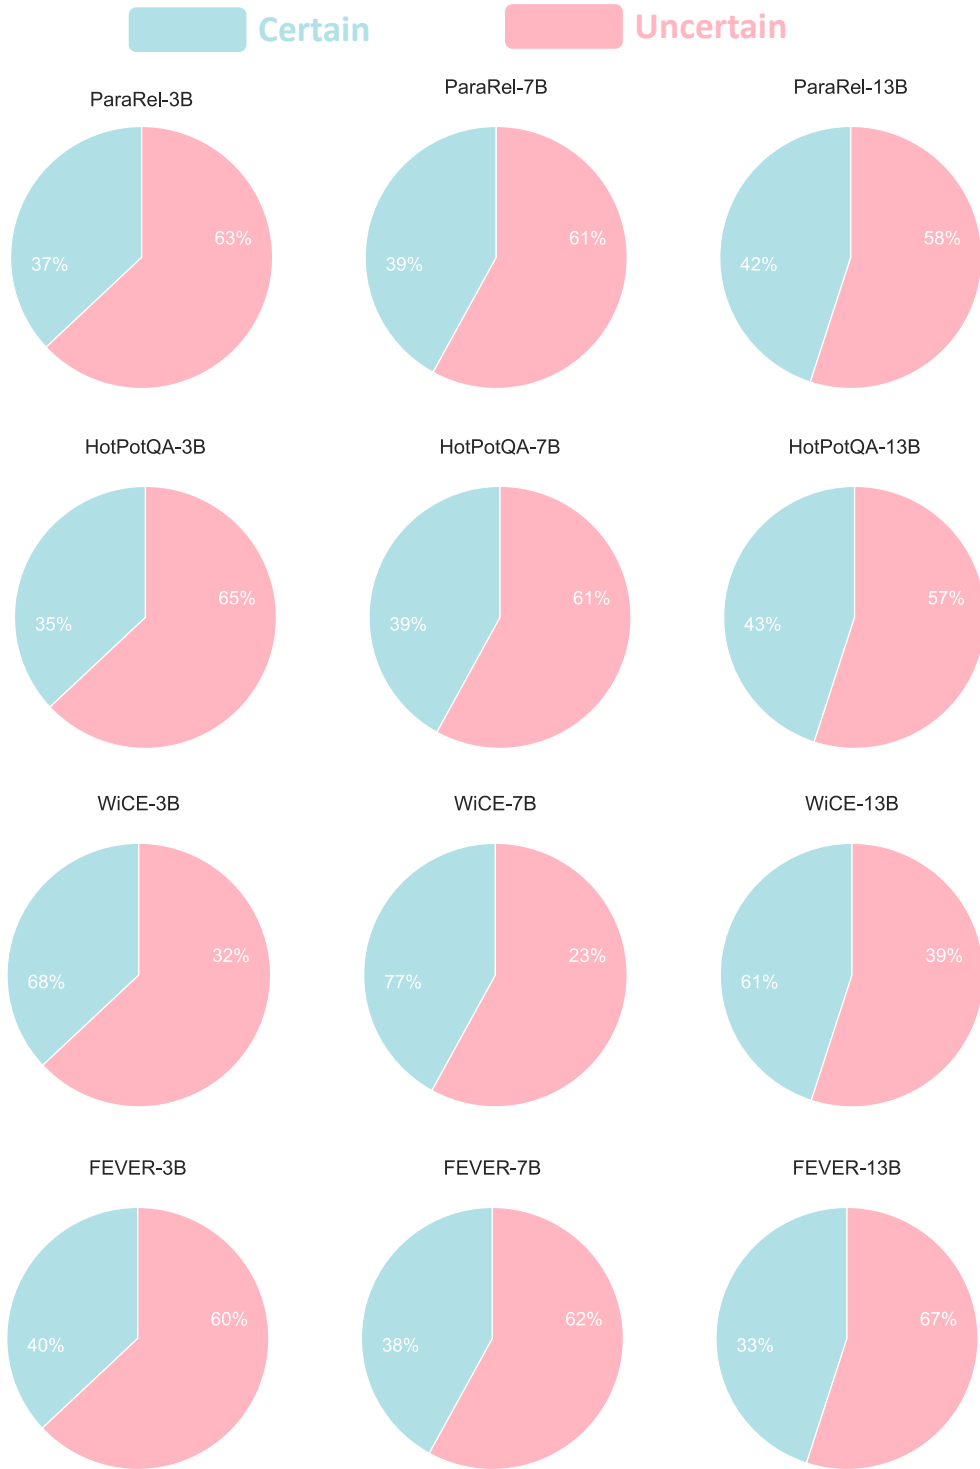 Certain Uncertain
ParaRel-3B ParaRel-7B ParaRel-13B
63% 61% 58%
37% 39% 42%
HotPotQA-3B HotPotQA-7B HotPotQA-13B
65% 61% 57%
35% 39% 43%
WiCE-3B WiCE-7B WiCE-13B
32% 23% 39%
68% 77% 61%
FEVER-3B FEVER-7B FEVER-13B
60% 62% 67%
40% 38% 33%